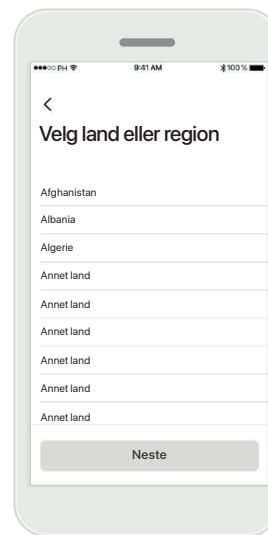 ●●●○○ PH 9:41 AM 100 %
Velg land eller region
Afghanistan
Albania
Algerie
Annet land
Annet land
Annet land
Annet land
Annet land
Annet land
Neste